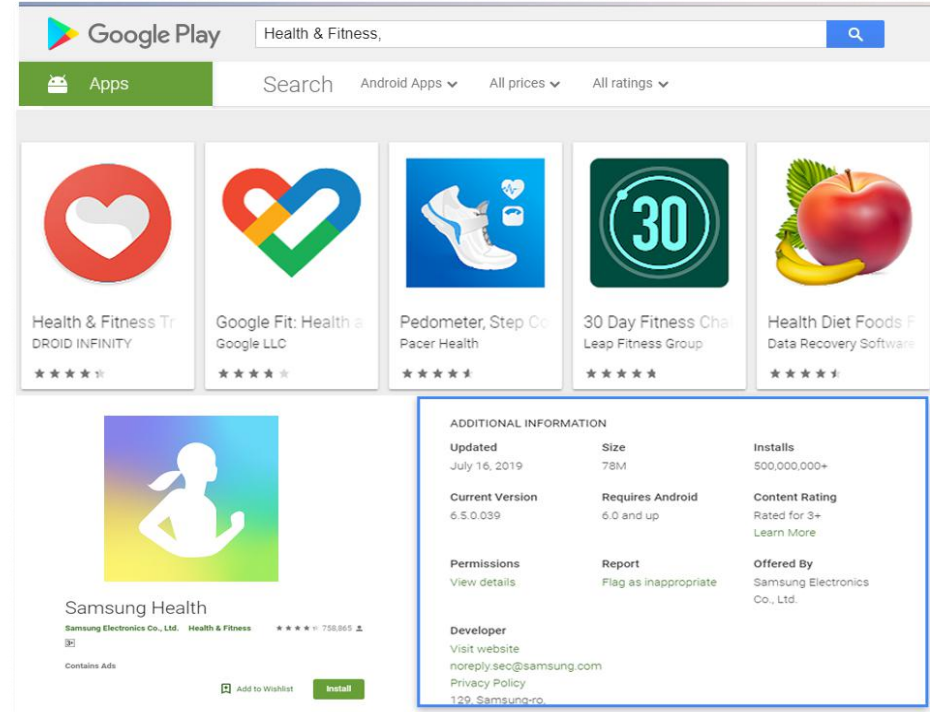 Google Play
Health & Fitness,
Apps
Search
Android Apps
All prices
All ratings
30
Health & Fitness Tr
DROID INFINITY
Google Fit: Health a
Google LLC
Pedometer, Step Co
Pacer Health
30 Day Fitness Chal
Leap Fitness Group
Health Diet Foods F
Data Recovery Software
Samsung Health
Samsung Electronics Co., Ltd. Health & Fitness 758,865
3+
Contains Ads
Add to Wishlist Install
ADDITIONAL INFORMATION
Updated Size Installs
July 16, 2019 78M 500,000,000+
Current Version Requires Android Content Rating
6.5.0.039 6.0 and up Rated for 3+
Learn More
Permissions Report Offered By
View details Flag as inappropriate Samsung Electronics
Co., Ltd.
Developer
Visit website
noreply.sec@samsung.com
Privacy Policy
129, Samsung-ro,